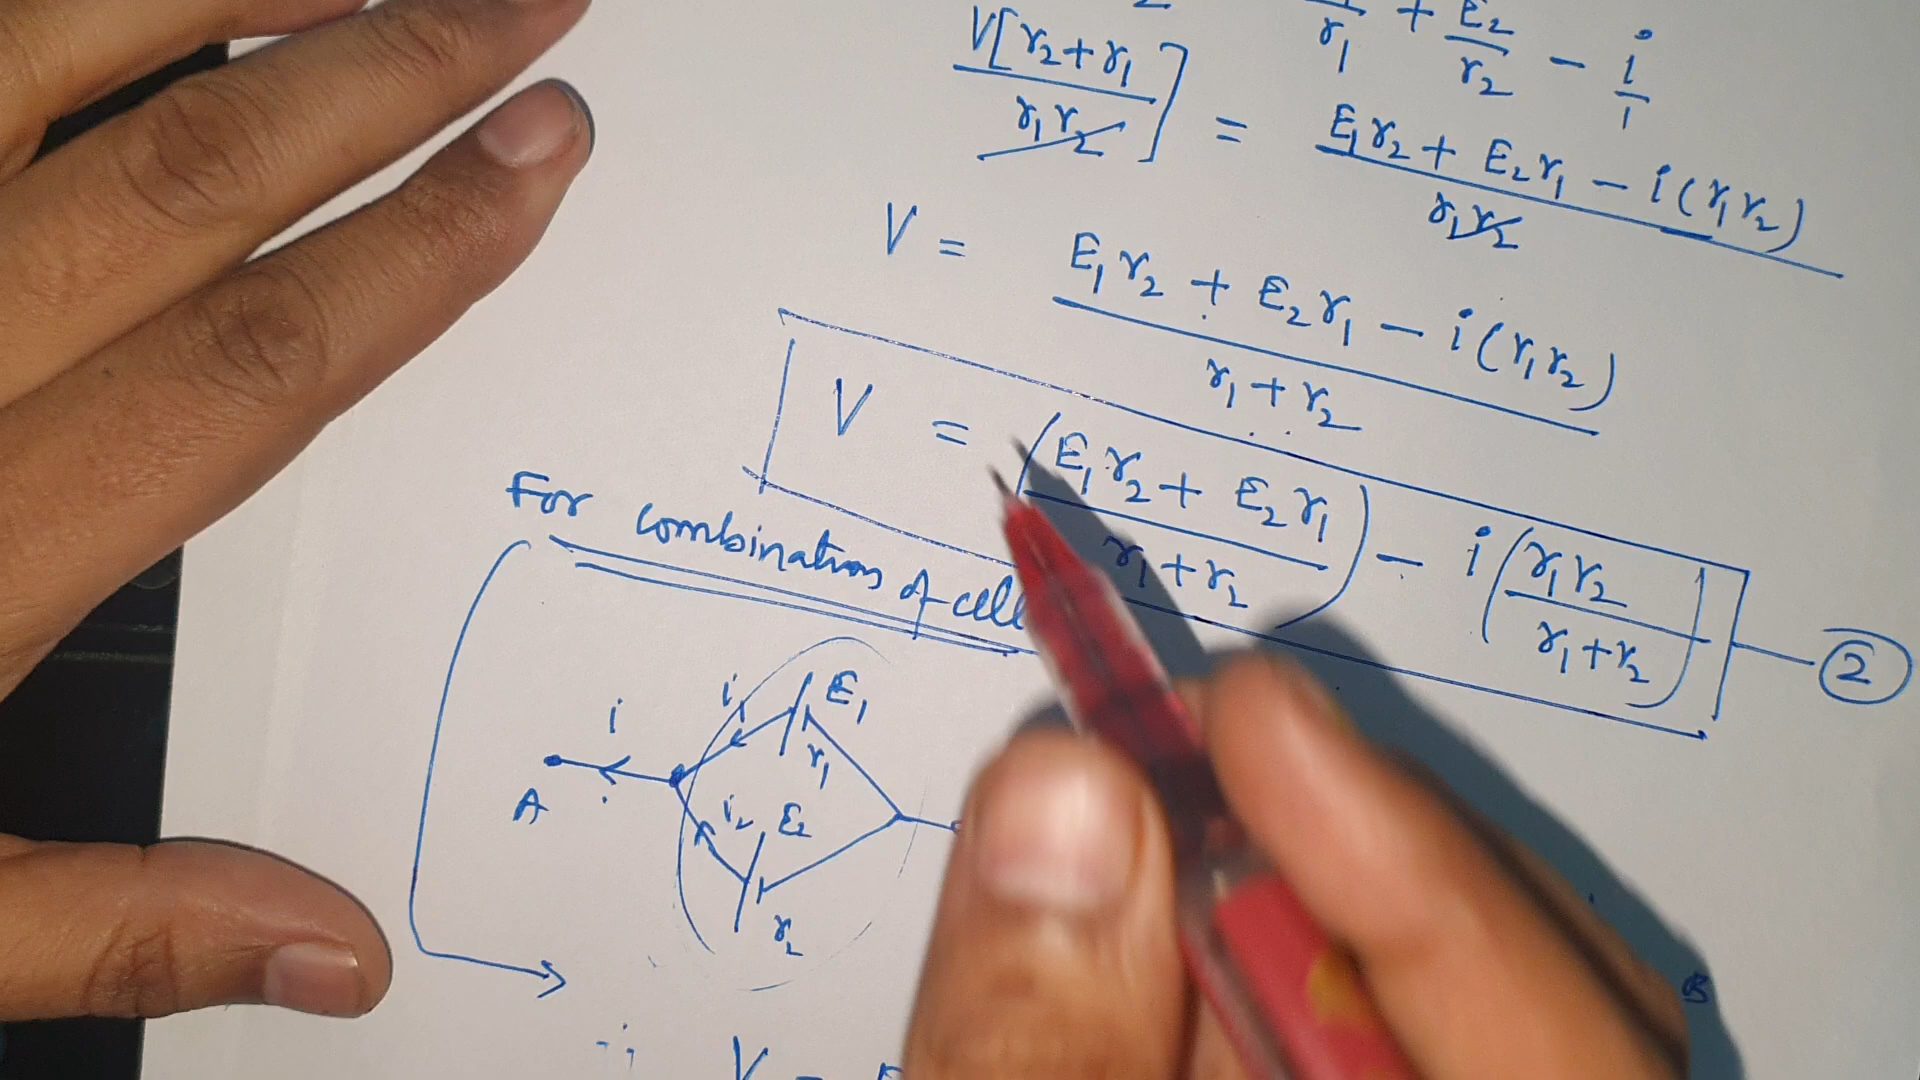 r₁ + E₂/r₂ - i/1
V[r₂+r₁]/r₁r₂ = E₁r₂ + E₂r₁ - i(r₁r₂)/r₁r₂
V = E₁r₂ + E₂r₁ - i(r₁r₂)/r₁+r₂
V = (E₁r₂ + E₂r₁/r₁+r₂) - i(r₁r₂/r₁+r₂) — ②
For combination of cell
i
i₁
E₁
r₁
A
i₂
E₂
r₂
B
V =